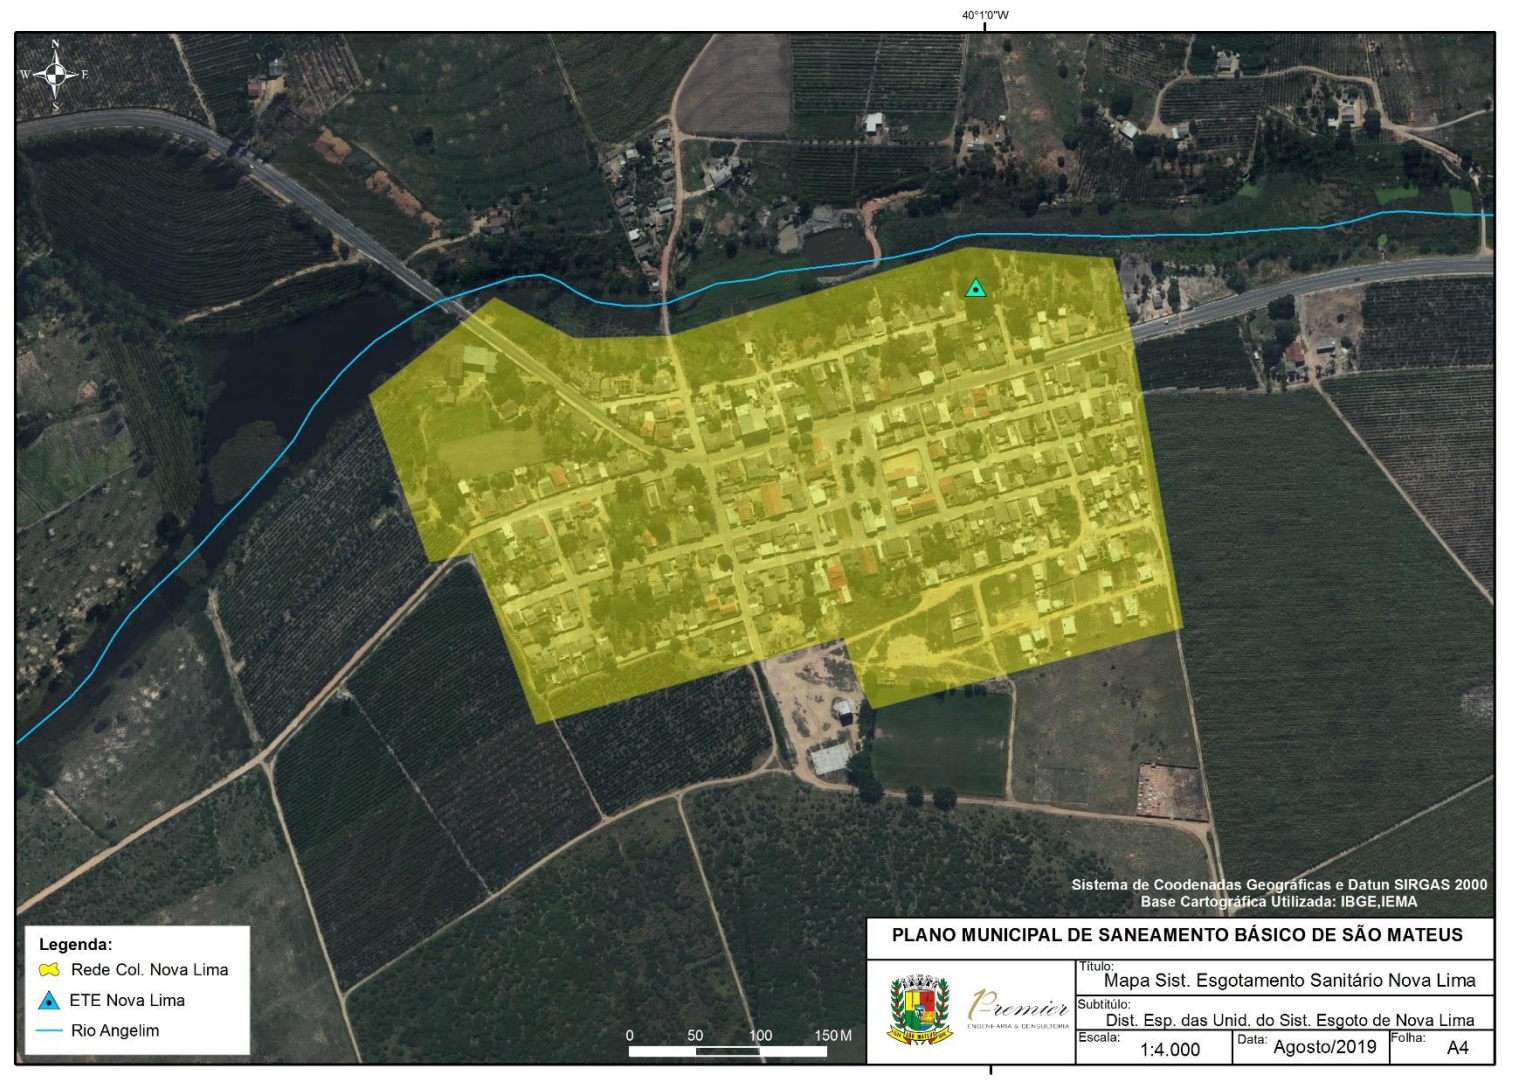 40°1'0"W
N
W E
S
Sistema de Coodenadas Geográficas e Datun SIRGAS 2000
Base Cartográfica Utilizada: IBGE,IEMA
Legenda:
Rede Col. Nova Lima
ETE Nova Lima
Rio Angelim
0 50 100 150 M
PLANO MUNICIPAL DE SANEAMENTO BÁSICO DE SÃO MATEUS
Título:
Mapa Sist. Esgotamento Sanitário Nova Lima
Subtitúlo:
Dist. Esp. das Unid. do Sist. Esgoto de Nova Lima
Escala: 1:4.000
Data: Agosto/2019
Folha: A4
Premier
ENGENHARIA & CONSULTORIA
SÃO MATEUS